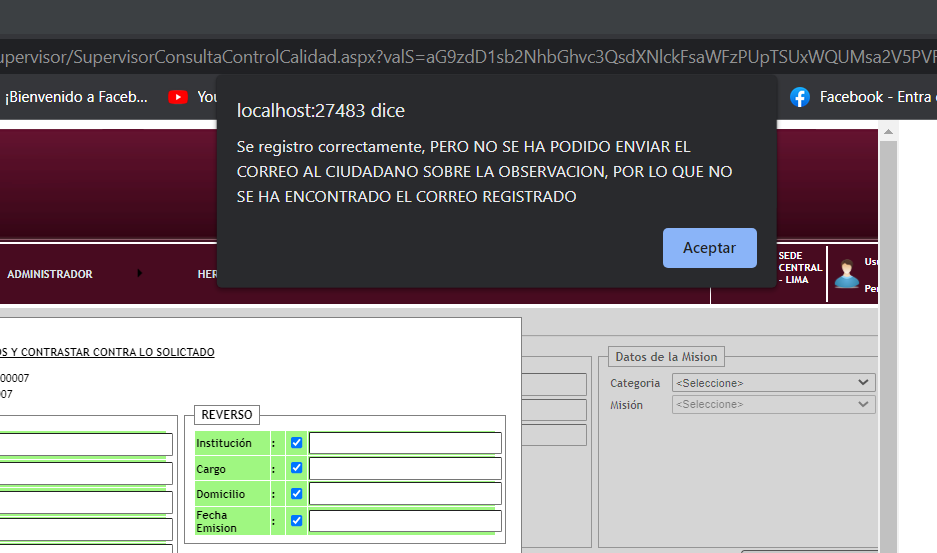 upervisor/SupervisorConsultaControlCalidad.aspx?valS=aG9zdD1sb2NhbGhvc3QsdXNlckFsaWFzPUpTSUxWQUMsa2V5PVF
¡Bienvenido a Faceb...
You
Facebook - Entra
localhost:27483 dice
Se registro correctamente, PERO NO SE HA PODIDO ENVIAR EL
CORREO AL CIUDADANO SOBRE LA OBSERVACION, POR LO QUE NO
SE HA ENCONTRADO EL CORREO REGISTRADO
Aceptar
ADMINISTRADOR
HER
SEDE
CENTRAL
- LIMA
Usu
Per
OS Y CONTRASTAR CONTRA LO SOLICTADO
00007
07
REVERSO
Institución :
Cargo :
Domicilio :
Fecha
Emision :
Datos de la Mision
Categoria <Seleccione>
Misión <Seleccione>